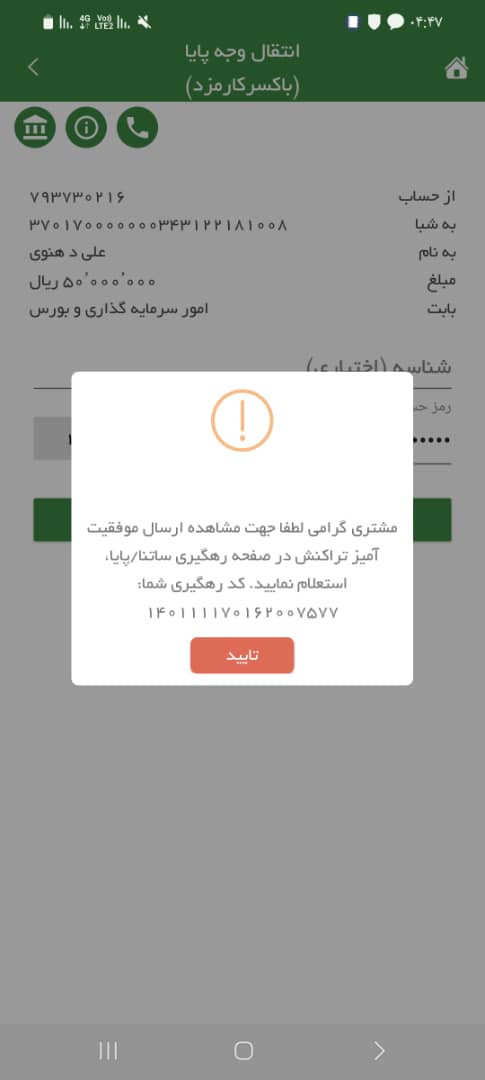 ۰۴:۴۷
4G Vo) LTE2
انتقال وجه پایا
(باکسرکارمزد)
از حساب ۷۹۳۷۳۰۲۱۶
به شبا ۳۷۰۱۷۰۰۰۰۰۰۰۳۴۳۱۲۲۱۸۱۰۰۸
به نام علی د هنوی
مبلغ ۵۰٬۰۰۰٬۰۰۰ ریال
بابت امور سرمایه گذاری و بورس
شناسه (اختیاری)
رمز
مشتری گرامی لطفا جهت مشاهده ارسال موفقیت
آمیز تراکنش در صفحه رهگیری ساتنا/پایا،
استعلام نمایید. کد رهگیری شما:
۱۴۰۱۱۱۱۷۰۱۶۲۰۰۷۵۷۷
تایید